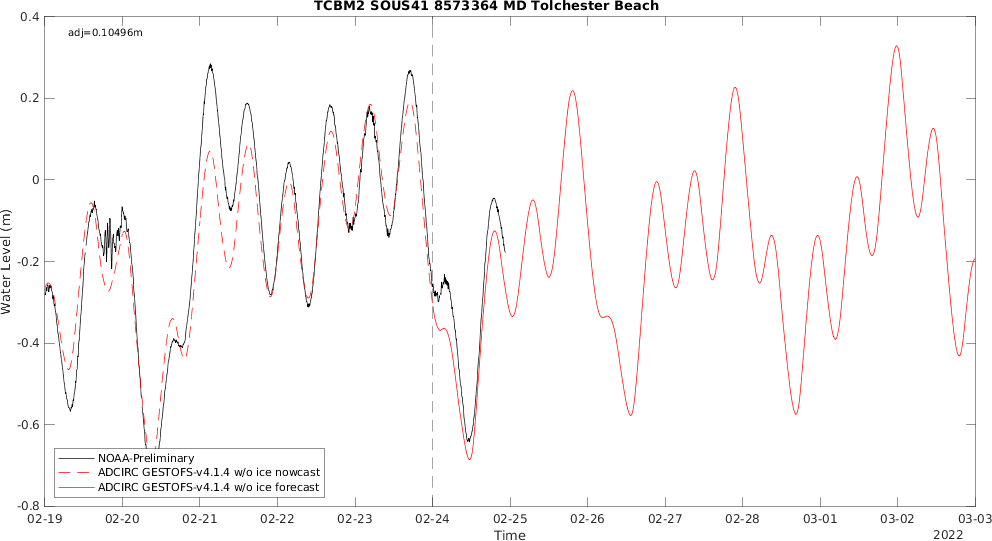 TCBM2 SOUS41 8573364 MD Tolchester Beach
adj=0.10496m
Water Level (m)
0.4
0.2
0
-0.2
-0.4
-0.6
-0.8
NOAA-Preliminary
ADCIRC GESTOFS-v4.1.4 w/o ice nowcast
ADCIRC GESTOFS-v4.1.4 w/o ice forecast
02-19 02-20 02-21 02-22 02-23 02-24 02-25 02-26 02-27 02-28 03-01 03-02 03-03
Time
2022